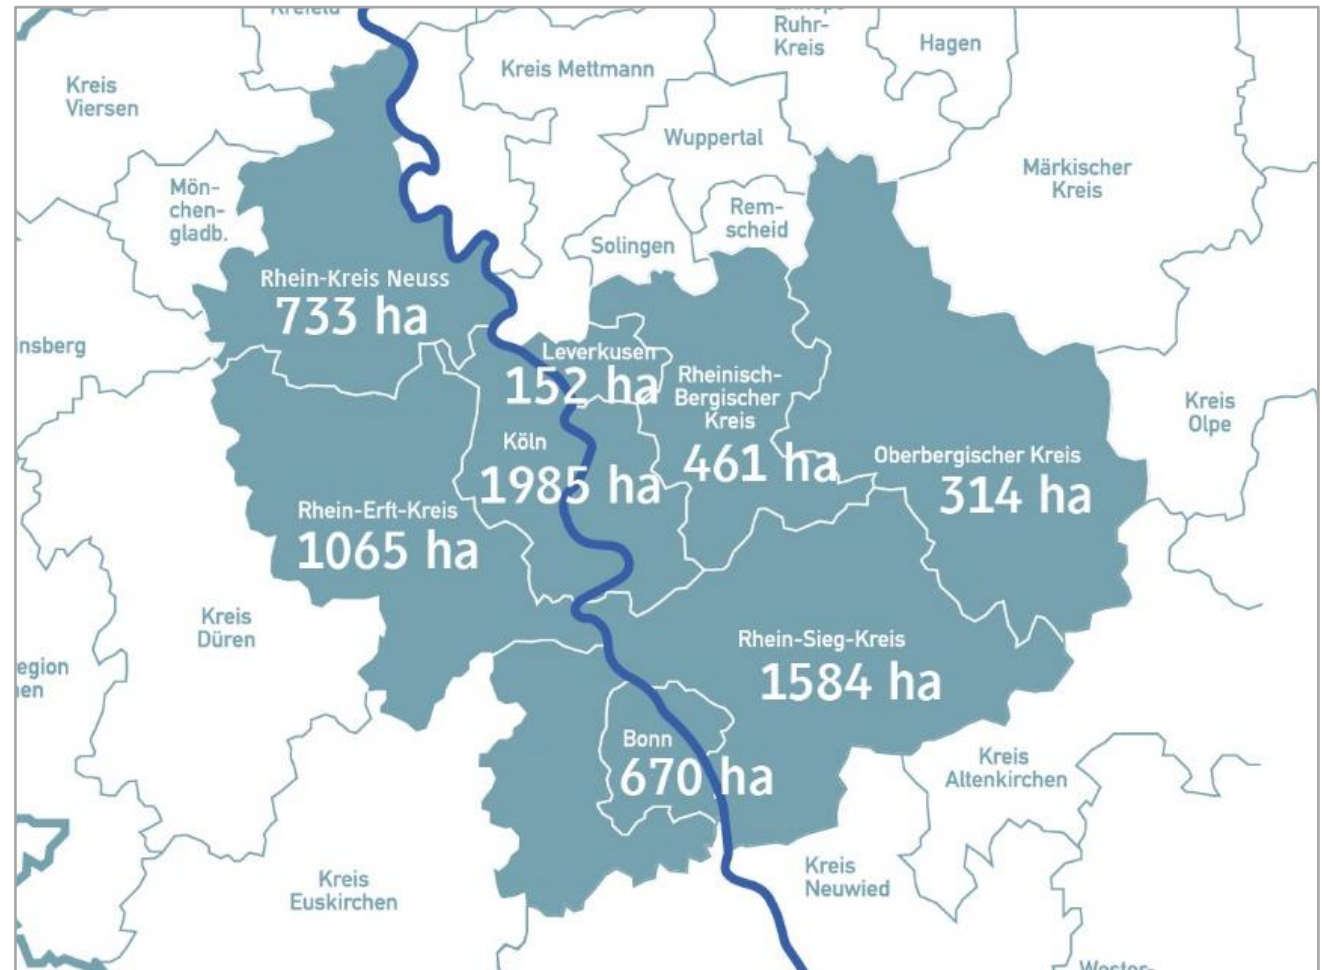 Krefeld
Ruhr-
Kreis
Hagen
Kreis Mettmann
Kreis
Viersen
Wuppertal
Märkischer
Kreis
Mön-
chen-
gladb.
Rem-
scheid
Solingen
Rhein-Kreis Neuss
733 ha
nsberg
Leverkusen
152 ha
Rheinisch-
Bergischer
Kreis
461 ha
Kreis
Olpe
Köln
1985 ha
Oberbergischer Kreis
314 ha
Rhein-Erft-Kreis
1065 ha
Kreis
Düren
Rhein-Sieg-Kreis
1584 ha
egion
en
Bonn
670 ha
Kreis
Altenkirchen
Kreis
Euskirchen
Kreis
Neuwied
Wester-